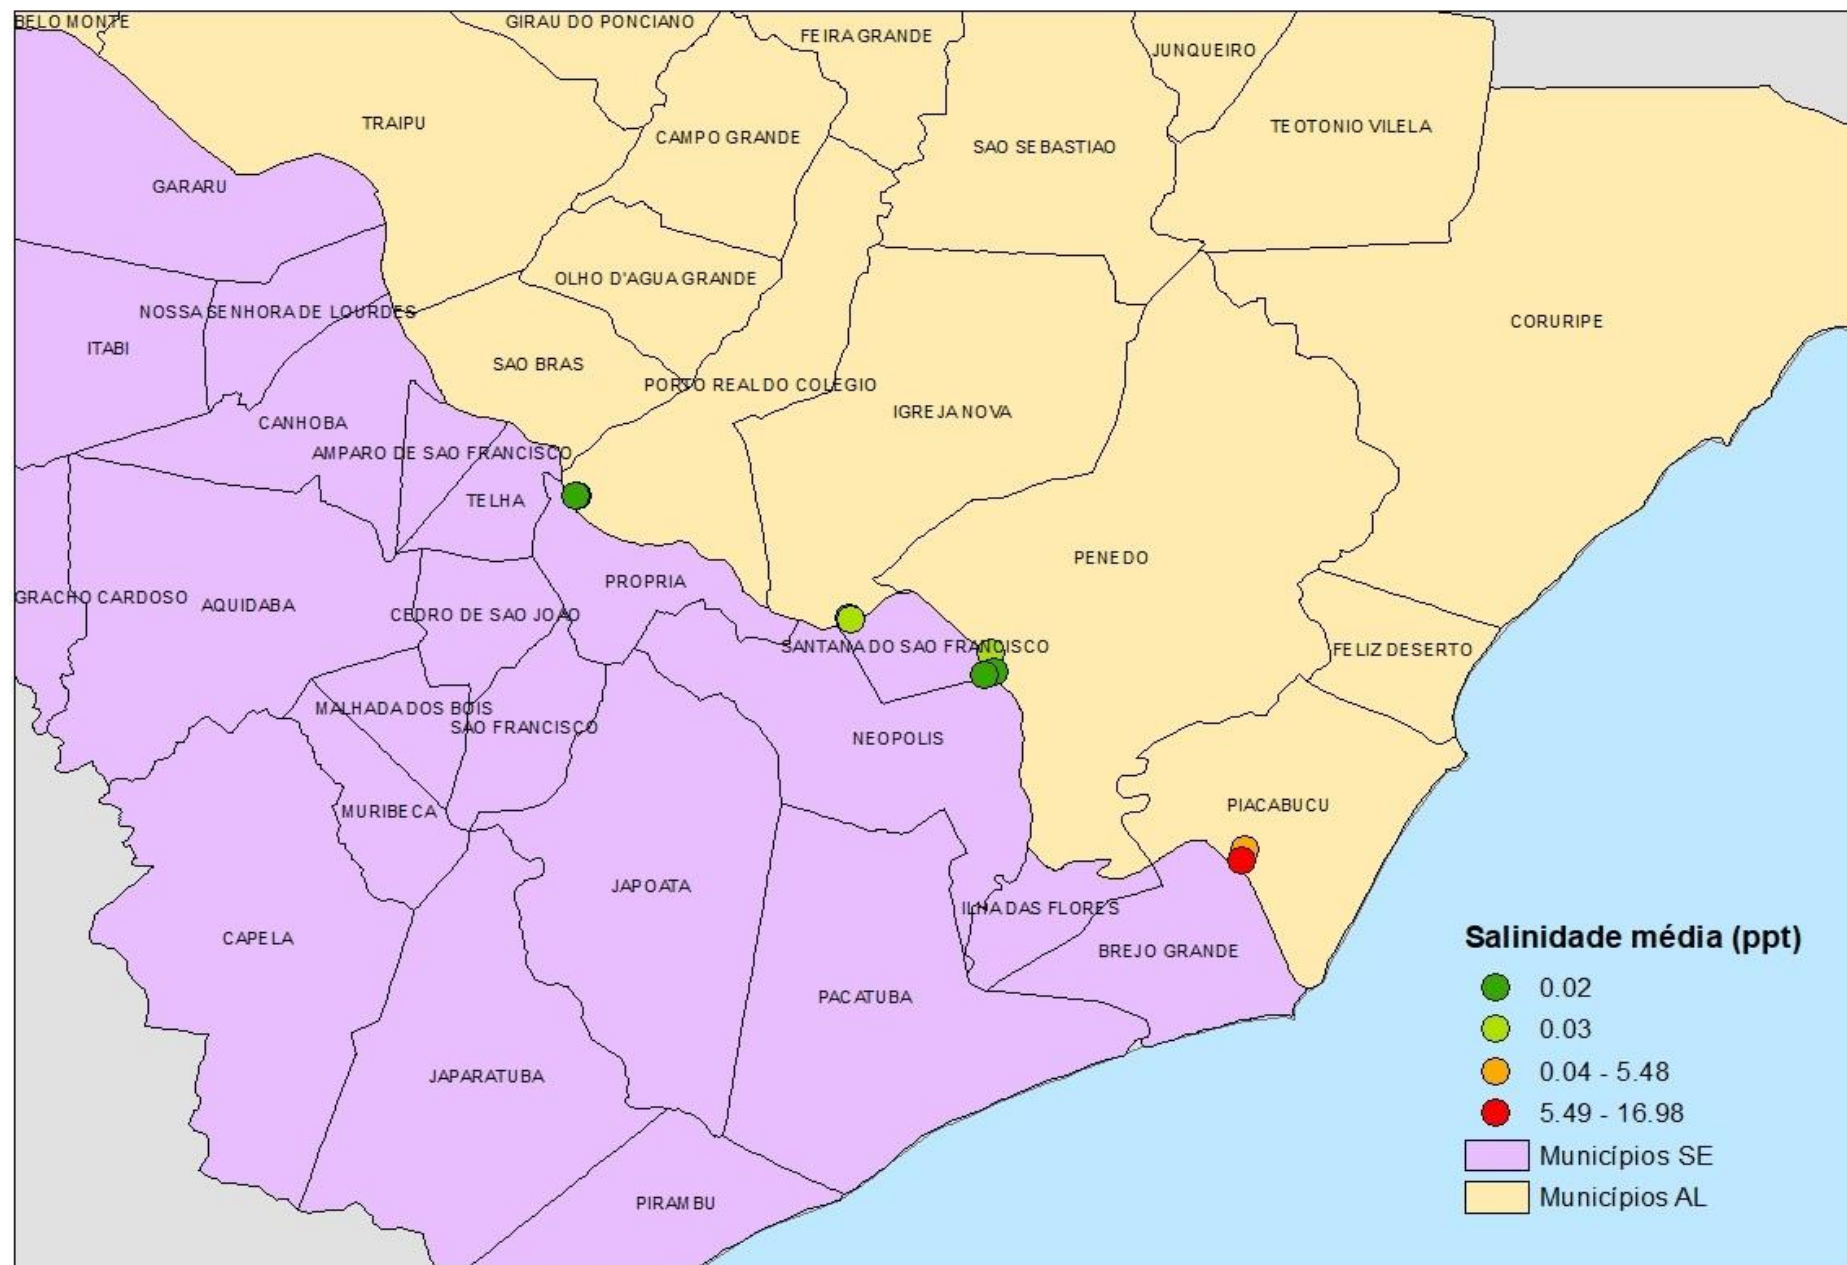 BELO MONTE
GIRAU DO PONCIANO
FEIRA GRANDE
JUNQUEIRO
TRAIPU
CAMPO GRANDE
SAO SEBASTIAO
TEOTONIO VILELA
GARARU
OLHO D'AGUA GRANDE
NOSSA SENHORA DE LOURDES
CORURIPE
ITABI
SAO BRAS
PORTO REAL DO COLEGIO
IGREJA NOVA
CANHOBA
AMPARO DE SAO FRANCISCO
TELHA
PENEDO
PROPRIA
GRACHO CARDOSO
AQUIDABA
CEDRO DE SAO JOAO
SANTANA DO SAO FRANCISCO
FELIZ DESERTO
MALHADA DOS BOIS
SAO FRANCISCO
NEOPOLIS
MURIBECA
PIACABUCU
JAPOATA
ILHA DAS FLORES
CAPELA
BREJO GRANDE
PACATUBA
JAPARATUBA
PIRAMBU
Salinidade média (ppt)
0.02
0.03
0.04 - 5.48
5.49 - 16.98
Municípios SE
Municípios AL